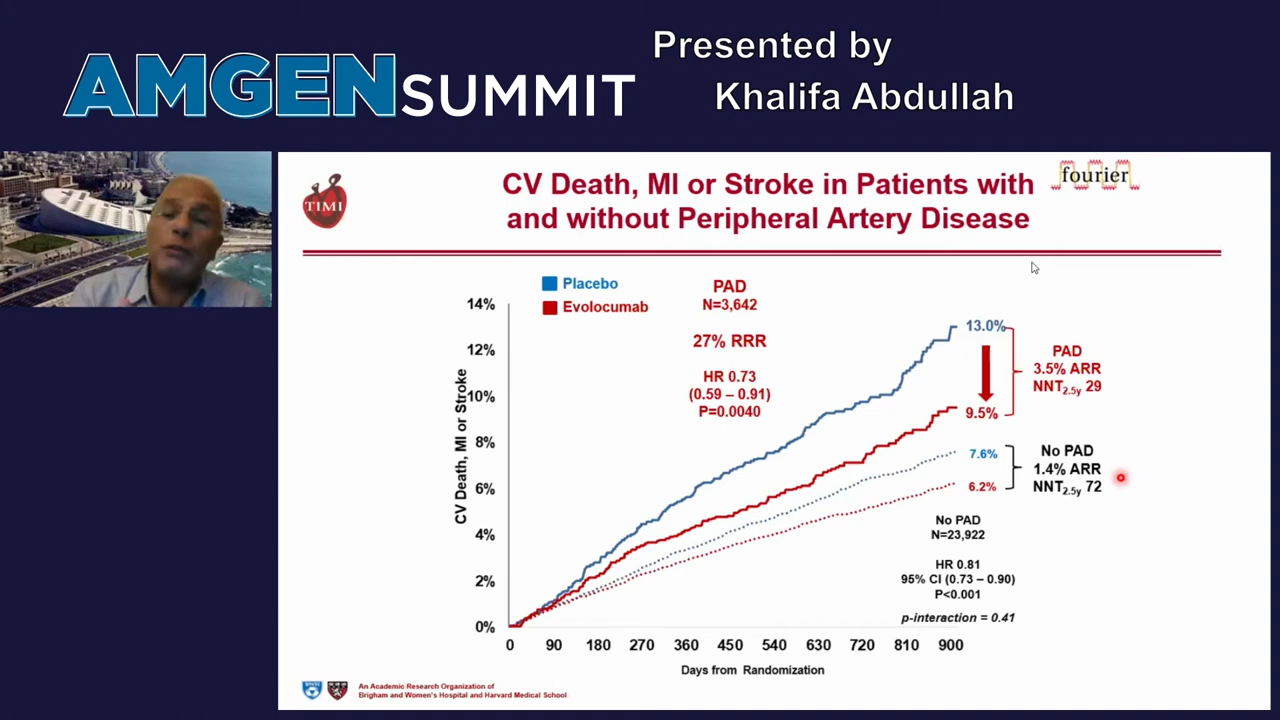 AMGEN SUMMIT
Presented by
Khalifa Abdullah
TIMI
CV Death, MI or Stroke in Patients with
and without Peripheral Artery Disease
fourier
Placebo
Evolocumab
PAD
N=3,642
27% RRR
HR 0.73
(0.59 – 0.91)
P=0.0040
CV Death, MI or Stroke
14%
12%
10%
8%
6%
4%
2%
0%
13.0%
9.5%
7.6%
6.2%
PAD
3.5% ARR
NNT2.5y 29
No PAD
1.4% ARR
NNT2.5y 72
No PAD
N=23,922
HR 0.81
95% CI (0.73 – 0.90)
P<0.001
p-interaction = 0.41
0 90 180 270 360 450 540 630 720 810 900
Days from Randomization
An Academic Research Organization of
Brigham and Women's Hospital and Harvard Medical School